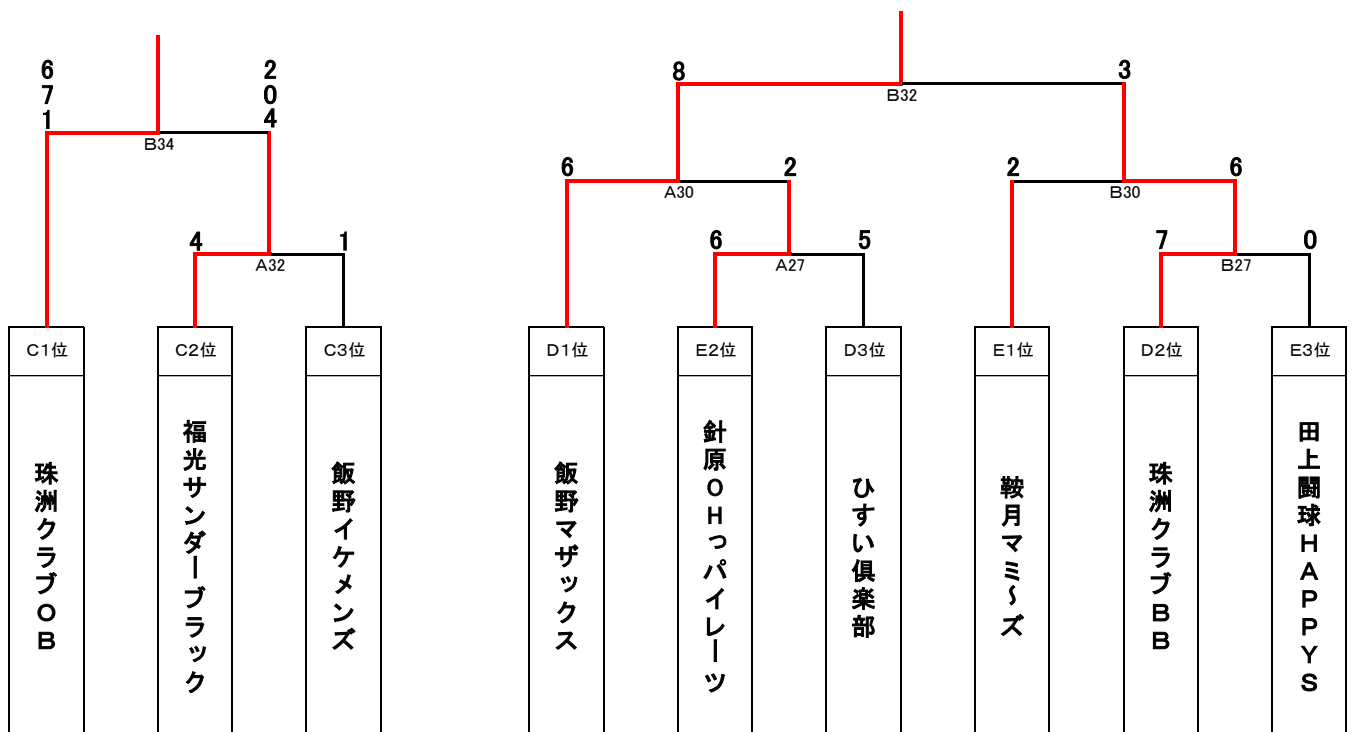 6 2
7 0
1 4
B34
4 1
A32
8 3
B32
6 2
A30
2 6
B30
6 5
A27
7 0
B27
C1位
C2位
C3位
D1位
E2位
D3位
E1位
D2位
E3位
珠洲クラブOB
福光サンダーブラック
飯野イケメンズ
飯野マザックス
針原OHっパイレーツ
ひすい倶楽部
鞍月マミ〜ズ
珠洲クラブBB
田上闘球HAPPYS